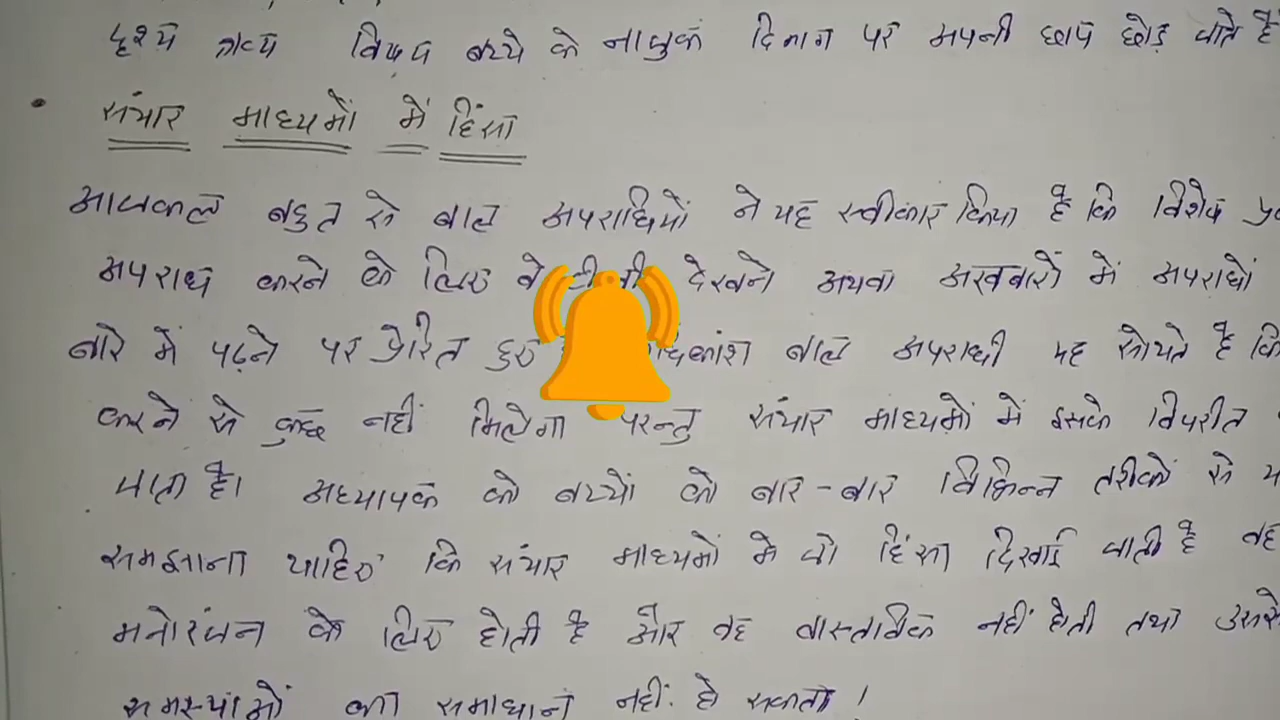 दृश्य श्रव्य विषय बच्चे के नाजुक दिमाग पर अपनी छाप छोड़ जाते हैं
संचार माध्यमों में हिंसा
आजकल बहुत से बाल अपराधियों ने यह स्वीकार किया है कि विशेष
अपराध करने के लिए वे देखने अथवा अखबारों में अपराधों
बारे में पढ़ने पर प्रेरित हुए बाल अपराधी यह सोचते है कि
करने से कुछ नहीं मिलेगा परन्तु संचार माध्यमों में इसके विपरीत
जाता है। अध्यापक को बच्चों को बार-बार विभिन्न तरीकों से
समझाना चाहिए कि संचार माध्यमों में जो हिंसा दिखाई जाती है वह
मनोरंजन के लिए होती है और वह वास्तविक नहीं होती तथा उससे
समस्याओं का समाधान नहीं हो सकता!